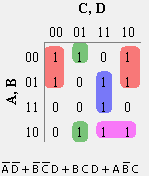 C, D
00 01 11 10
A, B
00 1 1 0 1
01 1 0 1 1
11 0 0 1 0
10 0 1 1 1
A̅D̅ + B̅C̅D + BCD + AB̅C